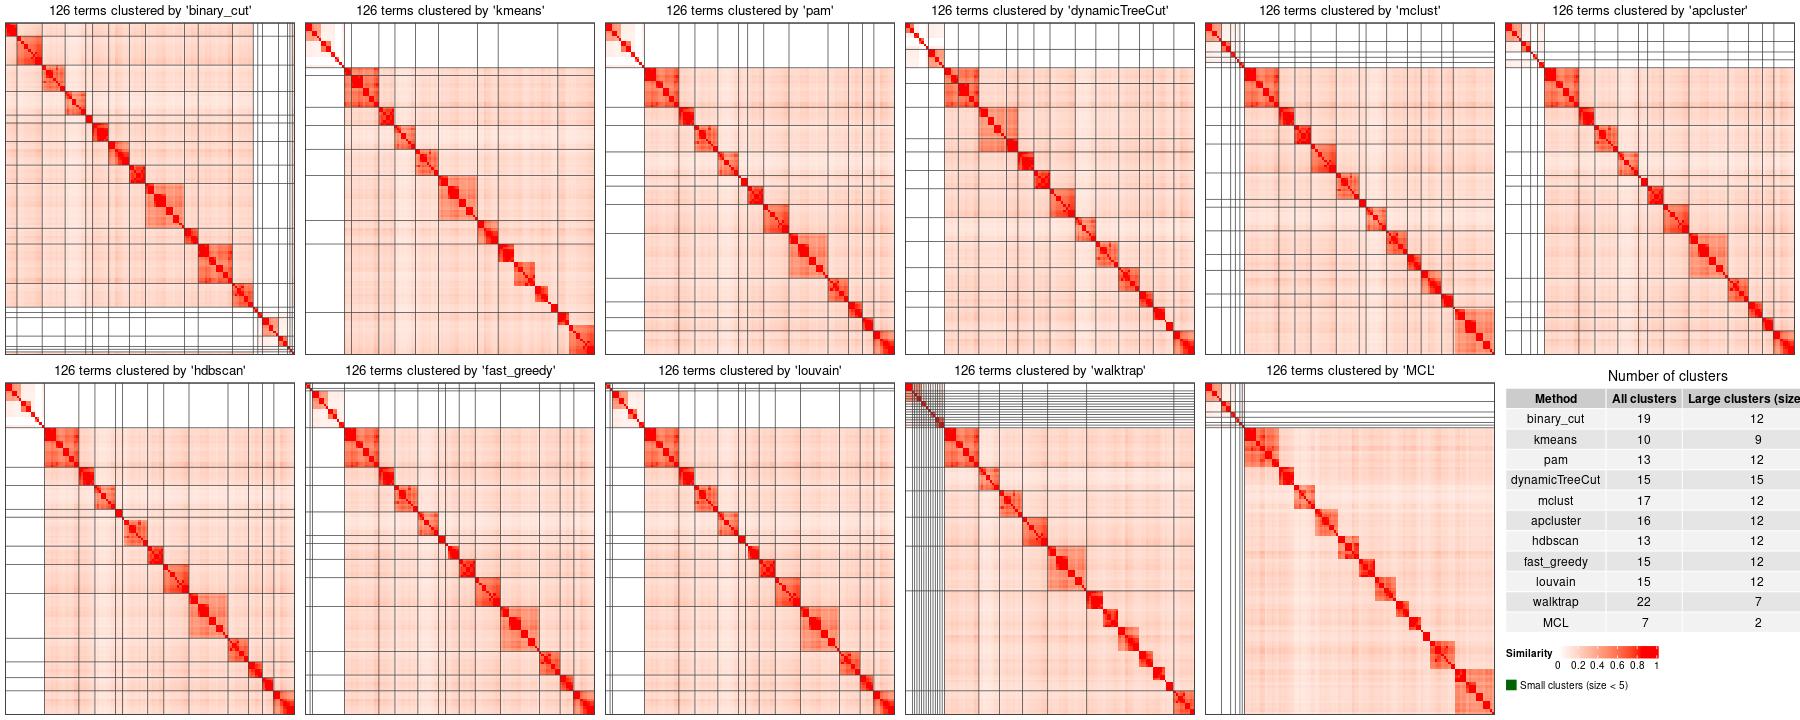 126 terms clustered by 'binary_cut'
126 terms clustered by 'kmeans'
126 terms clustered by 'pam'
126 terms clustered by 'dynamicTreeCut'
126 terms clustered by 'mclust'
126 terms clustered by 'apcluster'
126 terms clustered by 'hdbscan'
126 terms clustered by 'fast_greedy'
126 terms clustered by 'louvain'
126 terms clustered by 'walktrap'
126 terms clustered by 'MCL'
Number of clusters
Method All clusters Large clusters (size
binary_cut 19 12
kmeans 10 9
pam 13 12
dynamicTreeCut 15 15
mclust 17 12
apcluster 16 12
hdbscan 13 12
fast_greedy 15 12
louvain 15 12
walktrap 22 7
MCL 7 2
Similarity
0 0.2 0.4 0.6 0.8 1
Small clusters (size < 5)